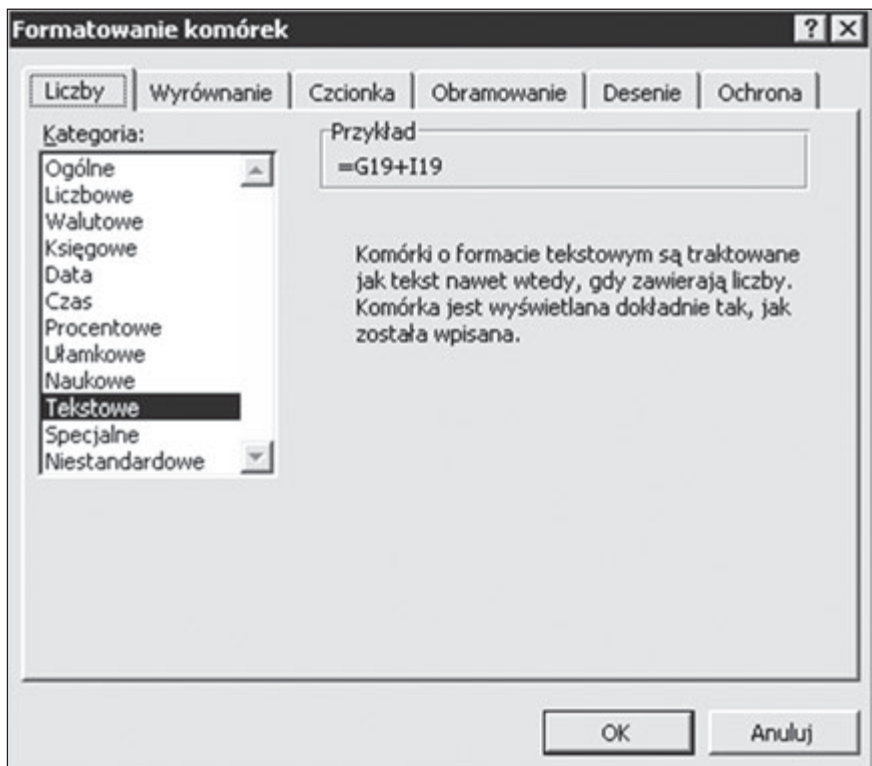 Formatowanie komórek
Liczby Wyrównanie Czcionka Obramowanie Desenie Ochrona
Kategoria:
Ogólne
Liczbowe
Walutowe
Księgowe
Data
Czas
Procentowe
Ułamkowe
Naukowe
Tekstowe
Specjalne
Niestandardowe
Przykład
=G19+I19
Komórki o formacie tekstowym są traktowane
jak tekst nawet wtedy, gdy zawierają liczby.
Komórka jest wyświetlana dokładnie tak, jak
została wpisana.
OK Anuluj